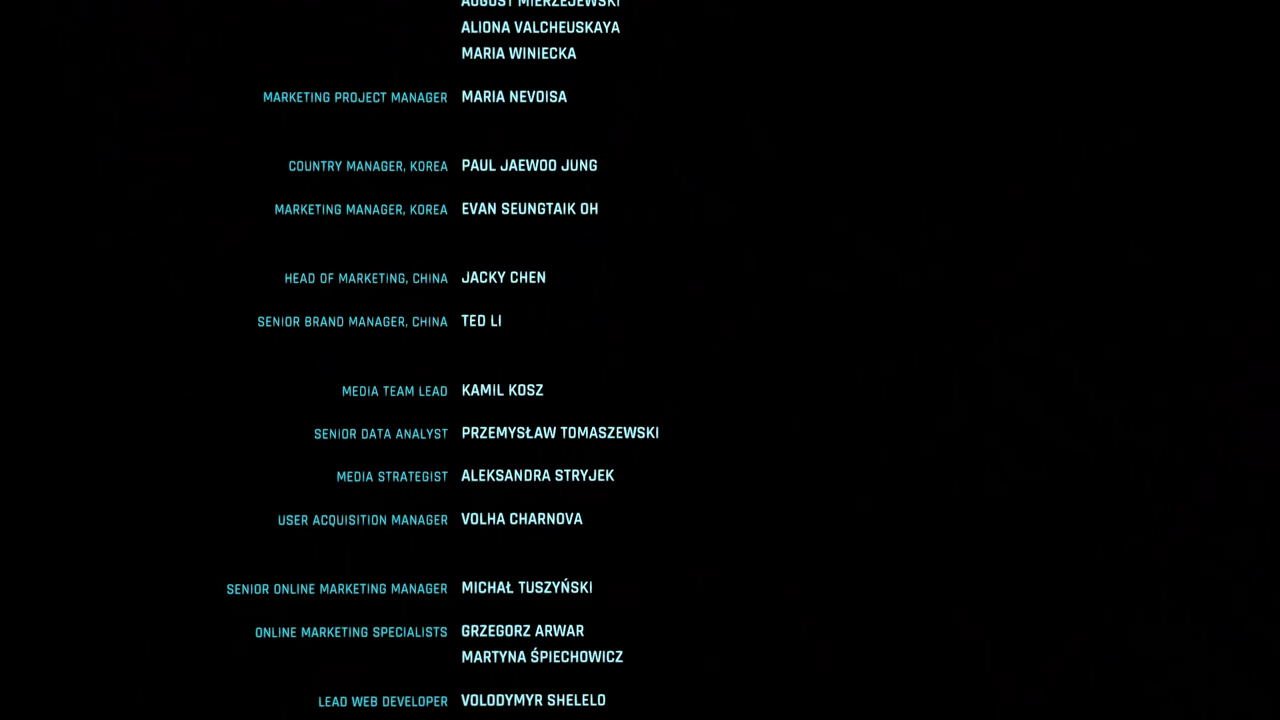 AUGUST MIERZEJEWSKI
ALIONA VALCHEUSKAYA
MARIA WINIECKA
MARKETING PROJECT MANAGER MARIA NEVOISA
COUNTRY MANAGER, KOREA PAUL JAEWOO JUNG
MARKETING MANAGER, KOREA EVAN SEUNGTAIK OH
HEAD OF MARKETING, CHINA JACKY CHEN
SENIOR BRAND MANAGER, CHINA TED LI
MEDIA TEAM LEAD KAMIL KOSZ
SENIOR DATA ANALYST PRZEMYSŁAW TOMASZEWSKI
MEDIA STRATEGIST ALEKSANDRA STRYJEK
USER ACQUISITION MANAGER VOLHA CHARNOVA
SENIOR ONLINE MARKETING MANAGER MICHAŁ TUSZYŃSKI
ONLINE MARKETING SPECIALISTS GRZEGORZ ARWAR
MARTYNA ŚPIECHOWICZ
LEAD WEB DEVELOPER VOLODYMYR SHELELO